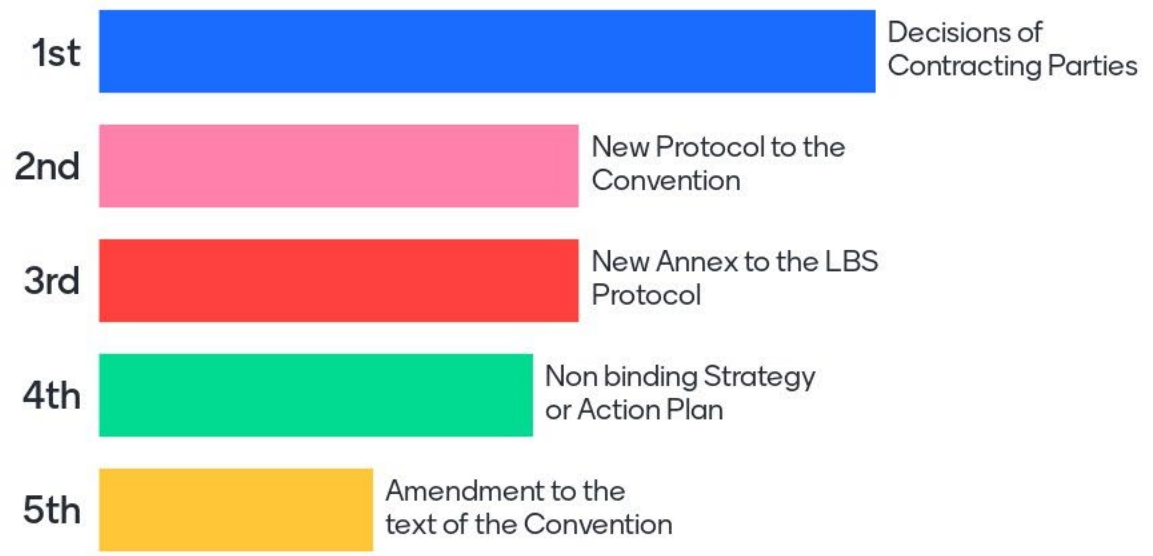 1st
Decisions of
Contracting Parties
2nd
New Protocol to the
Convention
3rd
New Annex to the LBS
Protocol
4th
Non binding Strategy
or Action Plan
5th
Amendment to the
text of the Convention